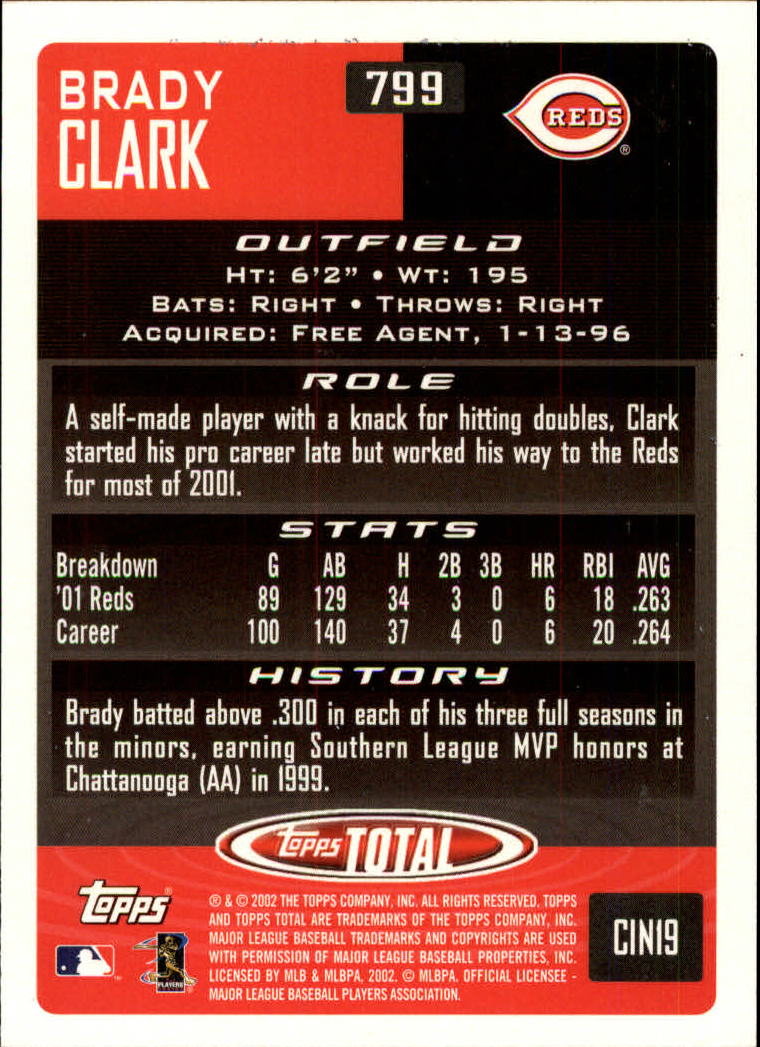 BRADY
CLARK
799
REDS
®
OUTFIELD
HT: 6'2" • WT: 195
BATS: RIGHT • THROWS: RIGHT
ACQUIRED: FREE AGENT, 1-13-96
ROLE
A self-made player with a knack for hitting doubles, Clark
started his pro career late but worked his way to the Reds
for most of 2001.
STATS
Breakdown G AB H 2B 3B HR RBI AVG
'01 Reds 89 129 34 3 0 6 18 .263
Career 100 140 37 4 0 6 20 .264
HISTORY
Brady batted above .300 in each of his three full seasons in
the minors, earning Southern League MVP honors at
Chattanooga (AA) in 1999.
Topps TOTAL
Topps®
® & © 2002 THE TOPPS COMPANY, INC. ALL RIGHTS RESERVED. TOPPS
AND TOPPS TOTAL ARE TRADEMARKS OF THE TOPPS COMPANY, INC.
MAJOR LEAGUE BASEBALL TRADEMARKS AND COPYRIGHTS ARE USED
WITH PERMISSION OF MAJOR LEAGUE BASEBALL PROPERTIES, INC.
LICENSED BY MLB & MLBPA, 2002. © MLBPA. OFFICIAL LICENSEE -
MAJOR LEAGUE BASEBALL PLAYERS ASSOCIATION.
PLAYERS
CIN19